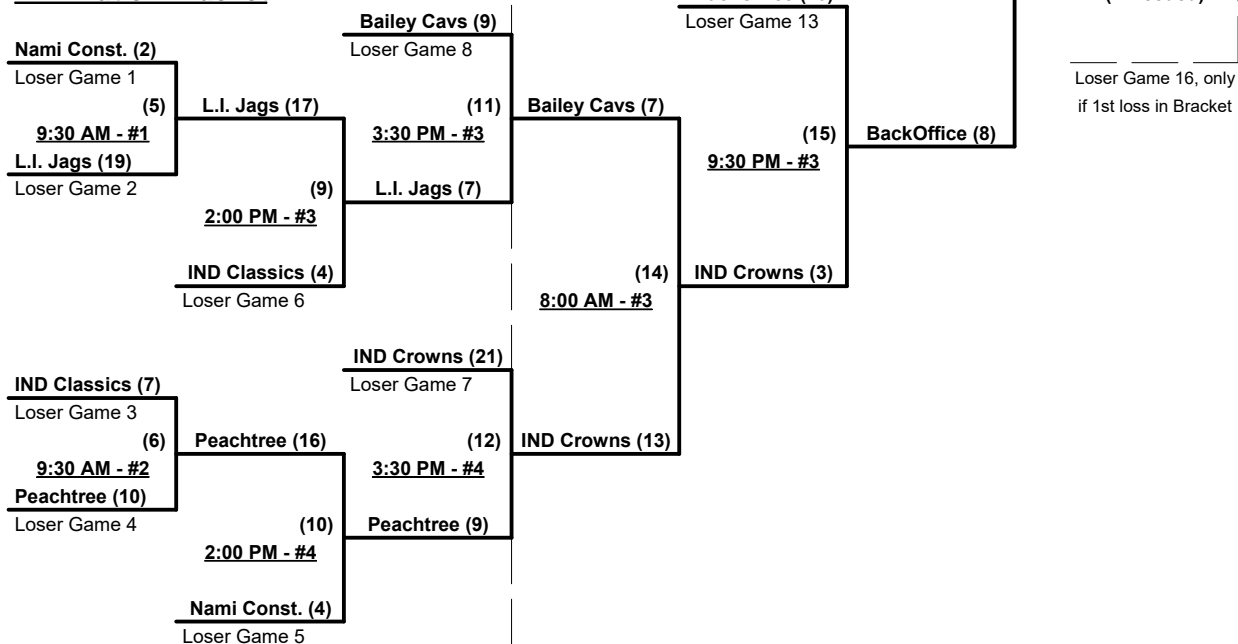 Bailey Cavs (9)
Loser Game 8
Loser Game 13
Nami Const. (2)
Loser Game 1
(5)
9:30 AM - #1
L.I. Jags (19)
Loser Game 2
L.I. Jags (17)
(9)
2:00 PM - #3
IND Classics (4)
Loser Game 6
(11)
3:30 PM - #3
L.I. Jags (7)
Bailey Cavs (7)
(14)
8:00 AM - #3
(15)
9:30 PM - #3
IND Crowns (3)
BackOffice (8)
Loser Game 16, only
if 1st loss in Bracket
IND Classics (7)
Loser Game 3
(6)
9:30 AM - #2
Peachtree (10)
Loser Game 4
Peachtree (16)
(10)
2:00 PM - #4
Nami Const. (4)
Loser Game 5
IND Crowns (21)
Loser Game 7
(12)
3:30 PM - #4
Peachtree (9)
IND Crowns (13)